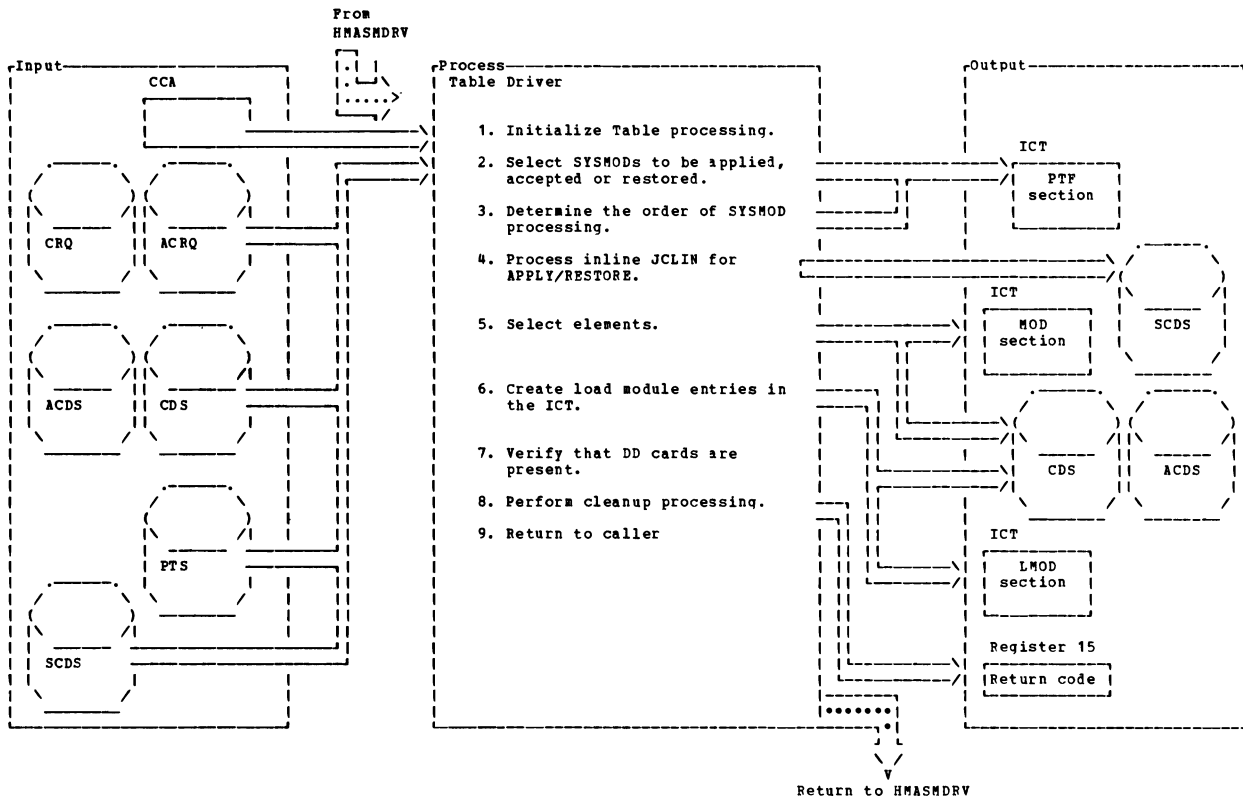 From
HMASMDRV
Input
CCA
CRQ
ACRQ
ACDS
CDS
PTS
SCDS
Process
Table Driver
1. Initialize Table processing.
2. Select SYSMODs to be applied,
accepted or restored.
3. Determine the order of SYSMOD
processing.
4. Process inline JCLIN for
APPLY/RESTORE.
5. Select elements.
6. Create load module entries in
the ICT.
7. Verify that DD cards are
present.
8. Perform cleanup processing.
9. Return to caller
Output
ICT
PTF
section
ICT
MOD
section
SCDS
CDS
ACDS
ICT
LMOD
section
Register 15
Return code
Return to HMASMDRV